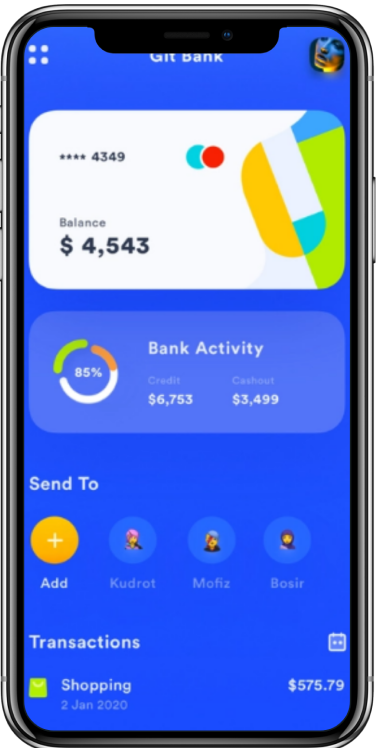 Git Bank
**** 4349
Balance
$ 4,543
85%
Bank Activity
Credit
Cashout
$6,753
$3,499
Send To
Add
Kudrot
Mofiz
Bosir
Transactions
Shopping
$575.79
2 Jan 2020